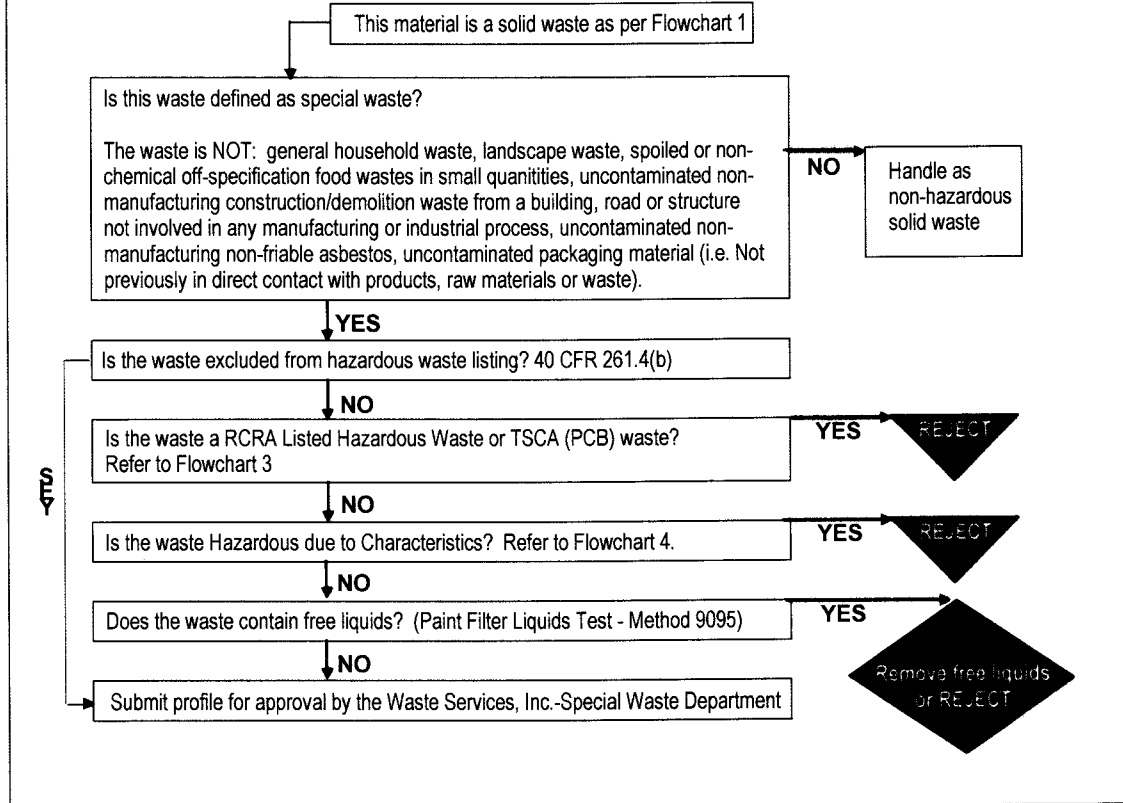 This material is a solid waste as per Flowchart 1
Is this waste defined as special waste?
The waste is NOT: general household waste, landscape waste, spoiled or non-
chemical off-specification food wastes in small quanitities, uncontaminated non-
manufacturing construction/demolition waste from a building, road or structure
not involved in any manufacturing or industrial process, uncontaminated non-
manufacturing non-friable asbestos, uncontaminated packaging material (i.e. Not
previously in direct contact with products, raw materials or waste).
NO
Handle as
non-hazardous
solid waste
YES
Is the waste excluded from hazardous waste listing? 40 CFR 261.4(b)
NO
Is the waste a RCRA Listed Hazardous Waste or TSCA (PCB) waste?
Refer to Flowchart 3
YES
REJECT
YES
NO
Is the waste Hazardous due to Characteristics? Refer to Flowchart 4.
YES
REJECT
NO
Does the waste contain free liquids? (Paint Filter Liquids Test - Method 9095)
YES
Remove free liquids
or REJECT
NO
Submit profile for approval by the Waste Services, Inc.-Special Waste Department